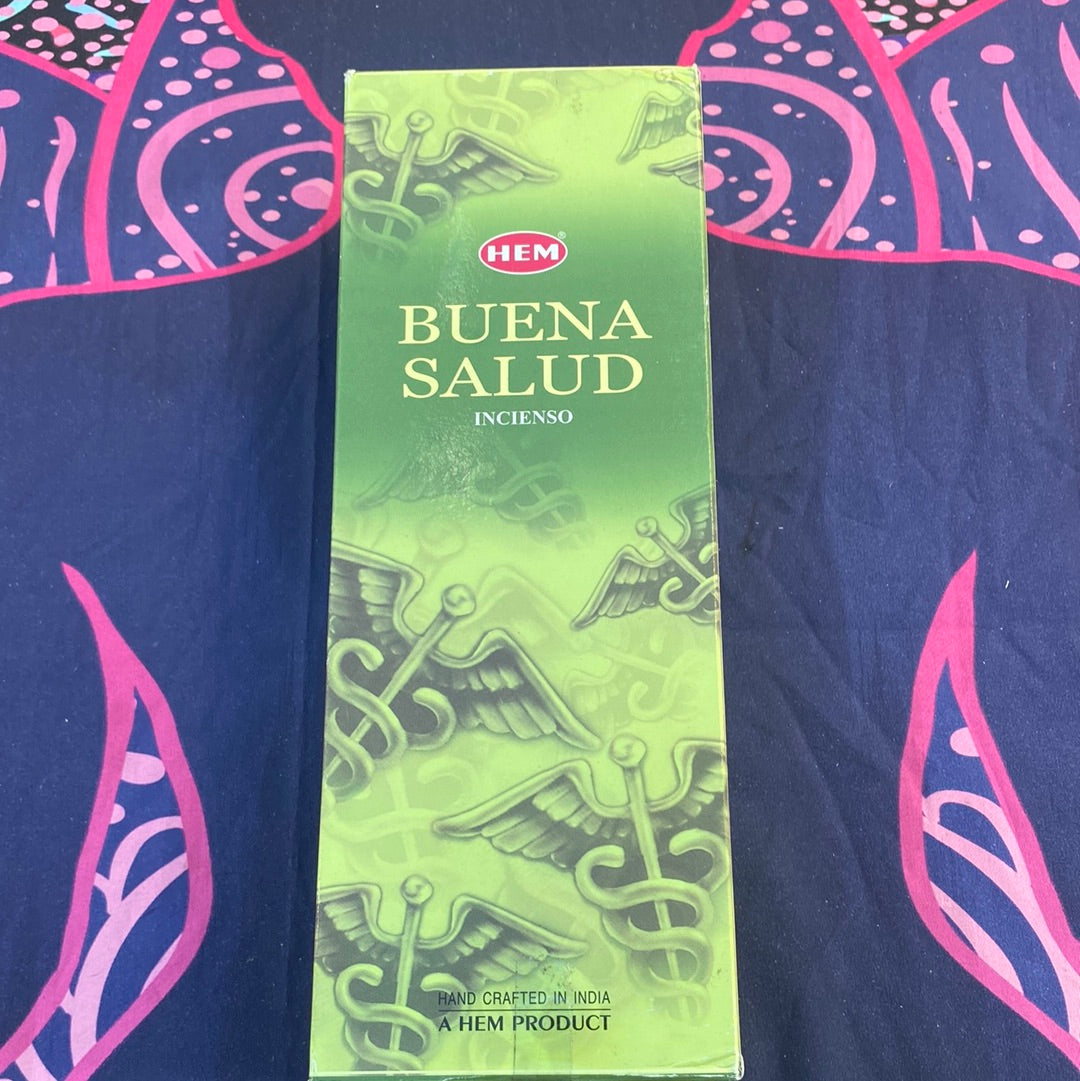 HEM®
BUENA
SALUD
INCIENSO
HAND CRAFTED IN INDIA
A HEM PRODUCT